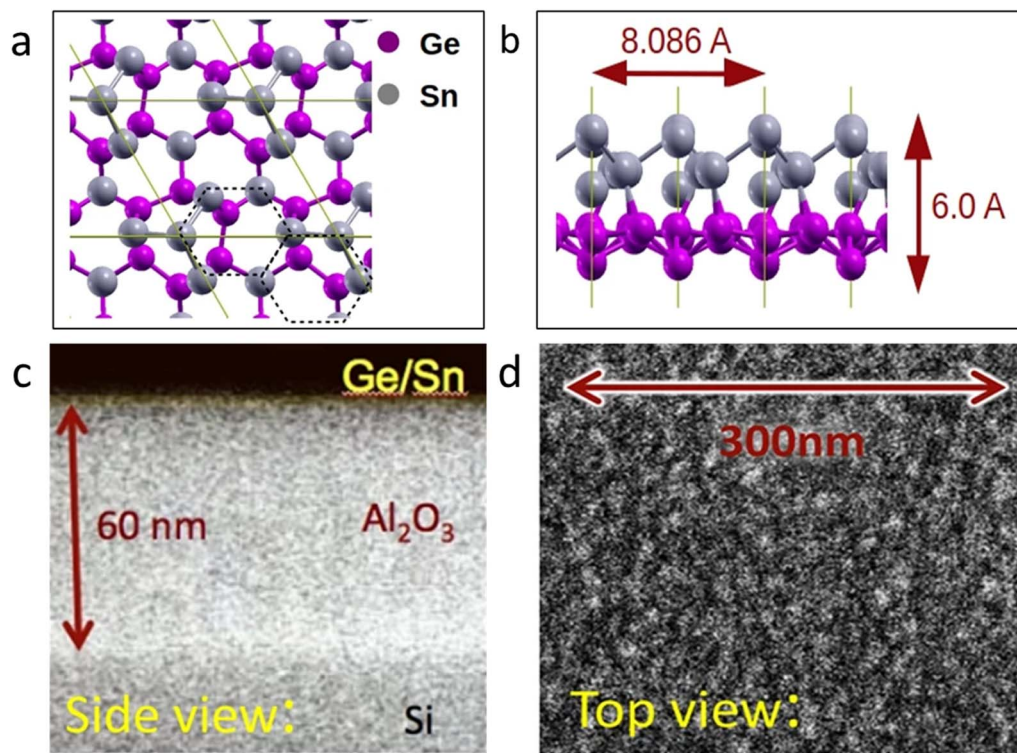 a
Ge
Sn
b
8.086 A
6.0 A
c
Ge/Sn
60 nm
Al₂O₃
Side view:
Si
d
300nm
Top view: